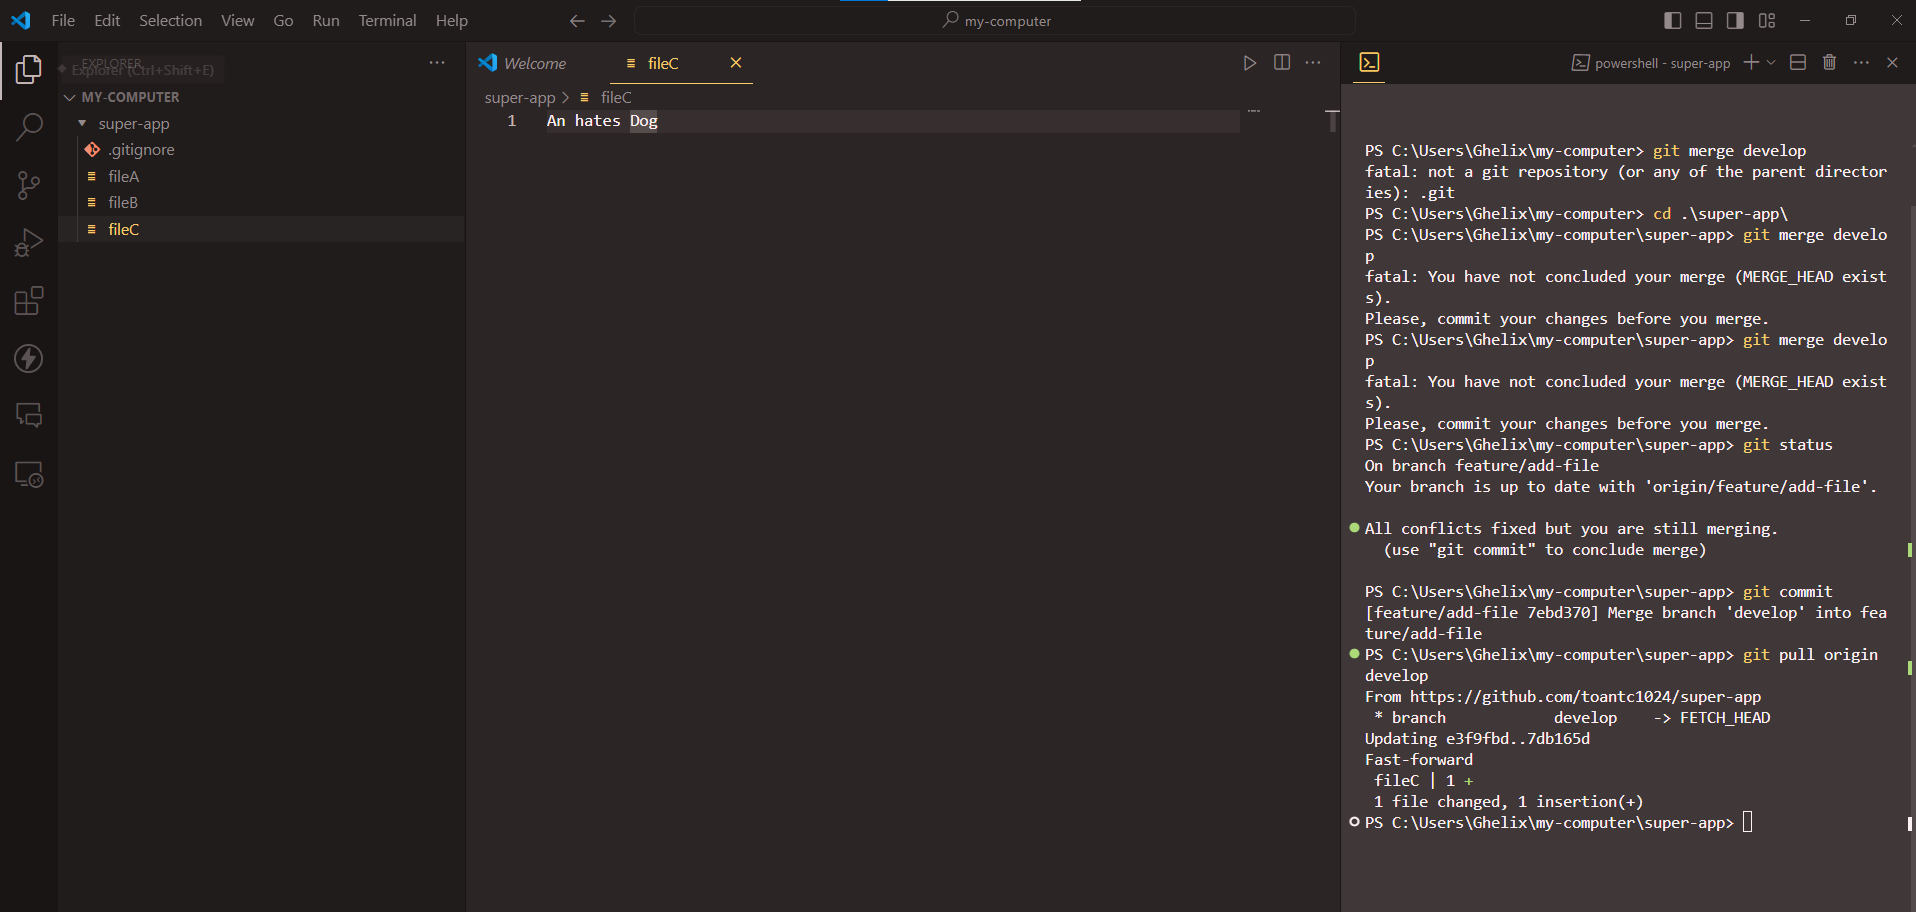 File Edit Selection View Go Run Terminal Help
my-computer
EXPLORER
Explorer (Ctrl+Shift+E)
MY-COMPUTER
super-app
.gitignore
fileA
fileB
fileC
Welcome
fileC
super-app > fileC
1 An hates Dog
powershell - super-app
PS C:\Users\Ghelix\my-computer> git merge develop
fatal: not a git repository (or any of the parent director
ies): .git
PS C:\Users\Ghelix\my-computer> cd .\super-app\
PS C:\Users\Ghelix\my-computer\super-app> git merge develo
p
fatal: You have not concluded your merge (MERGE_HEAD exist
s).
Please, commit your changes before you merge.
PS C:\Users\Ghelix\my-computer\super-app> git merge develo
p
fatal: You have not concluded your merge (MERGE_HEAD exist
s).
Please, commit your changes before you merge.
PS C:\Users\Ghelix\my-computer\super-app> git status
On branch feature/add-file
Your branch is up to date with 'origin/feature/add-file'.
All conflicts fixed but you are still merging.
(use "git commit" to conclude merge)
PS C:\Users\Ghelix\my-computer\super-app> git commit
[feature/add-file 7ebd370] Merge branch 'develop' into fea
ture/add-file
PS C:\Users\Ghelix\my-computer\super-app> git pull origin
develop
From https://github.com/toantc1024/super-app
* branch develop -> FETCH_HEAD
Updating e3f9fbd..7db165d
Fast-forward
fileC | 1 +
1 file changed, 1 insertion(+)
PS C:\Users\Ghelix\my-computer\super-app>